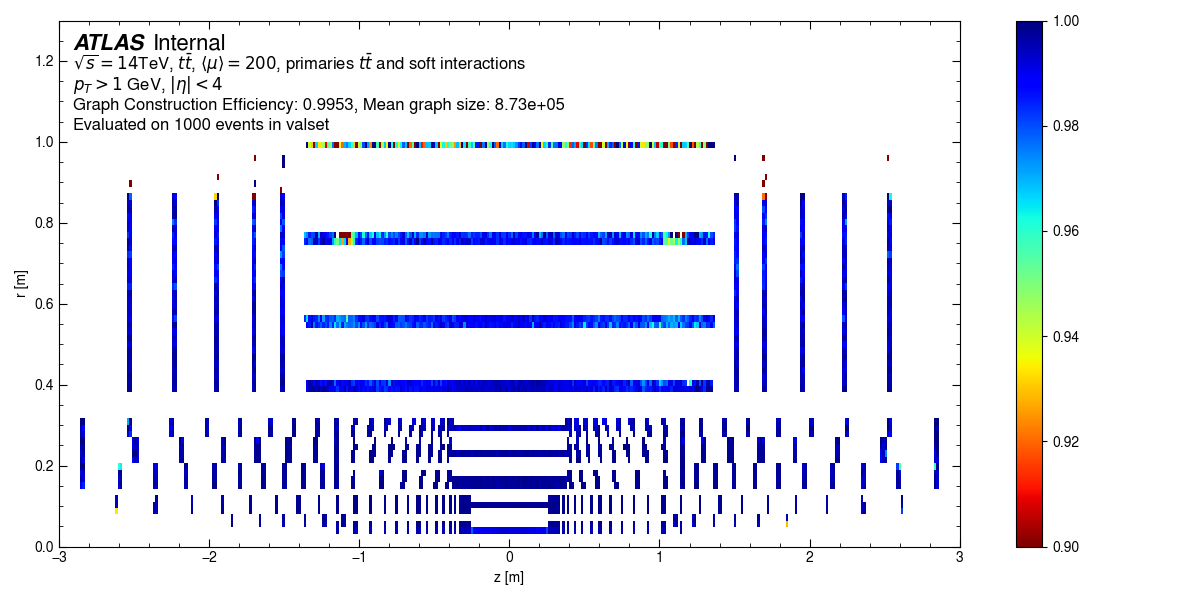 ATLAS Internal
√s = 14TeV, tt̄, ⟨μ⟩ = 200, primaries tt̄ and soft interactions
p_T > 1 GeV, |η| < 4
Graph Construction Efficiency: 0.9953, Mean graph size: 8.73e+05
Evaluated on 1000 events in valset
1.2
1.0
0.8
0.6
0.4
0.2
0.0
r [m]
−3 −2 −1 0 1 2 3
z [m]
1.00
0.98
0.96
0.94
0.92
0.90